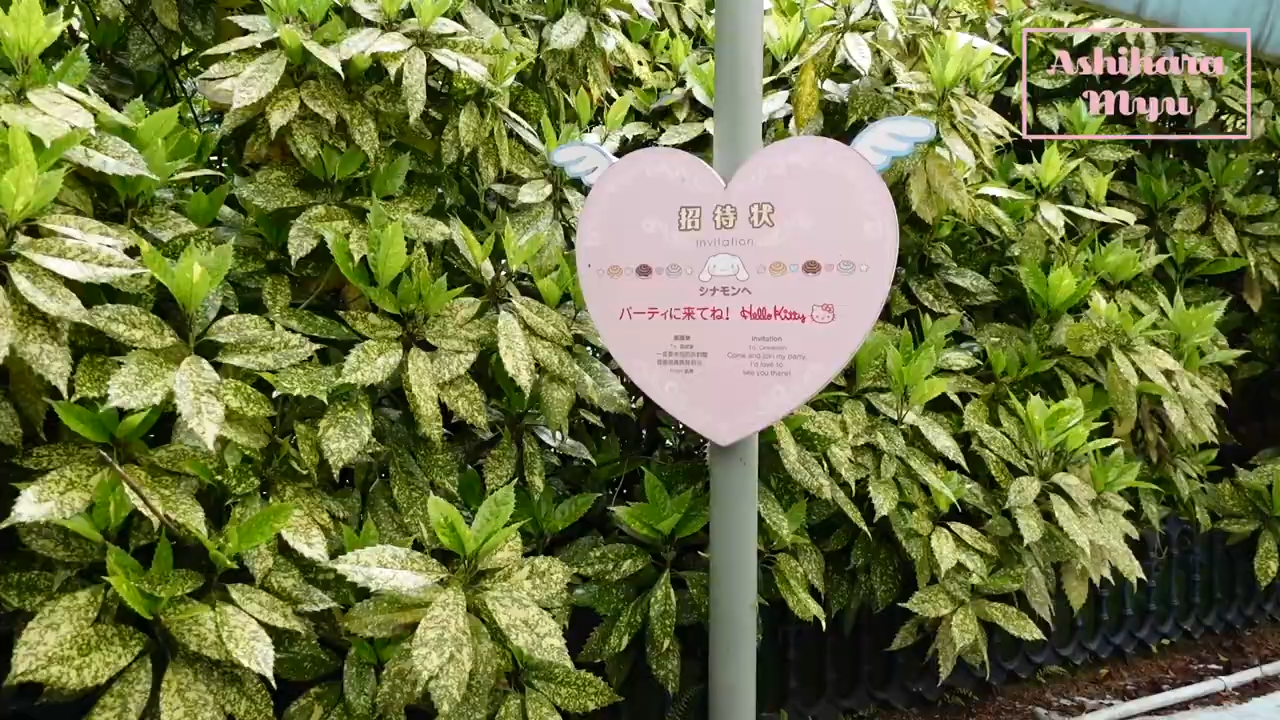 Ashihara
Myu
招待状
Invitation
シナモンへ
パーティに来てね! Hello Kitty
Invitation
Come and join my party.
I'd love to
see you there!